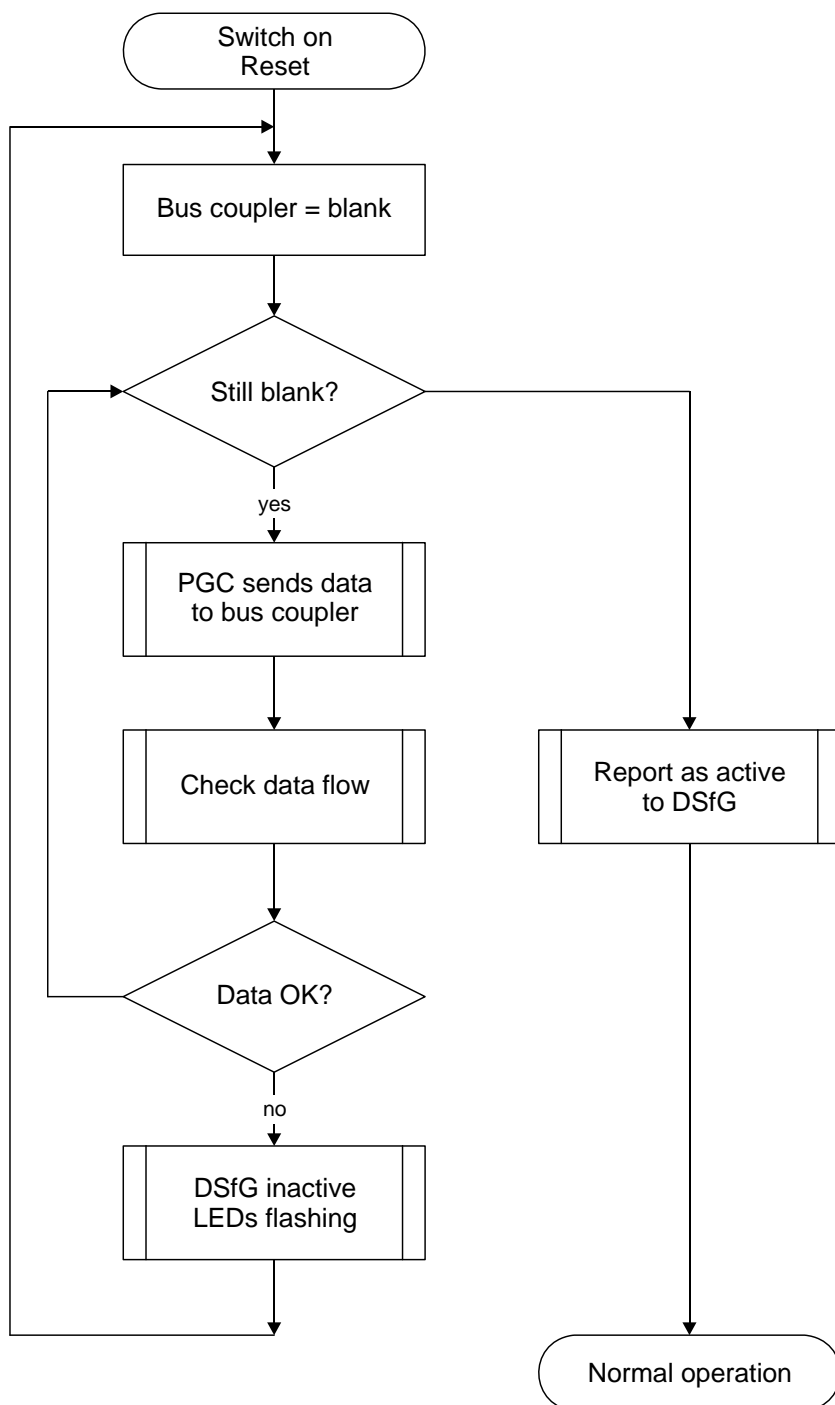 Switch on
Reset
Bus coupler = blank
Still blank?
yes
PGC sends data
to bus coupler
Check data flow
Report as active
to DSfG
Data OK?
no
DSfG inactive
LEDs flashing
Normal operation